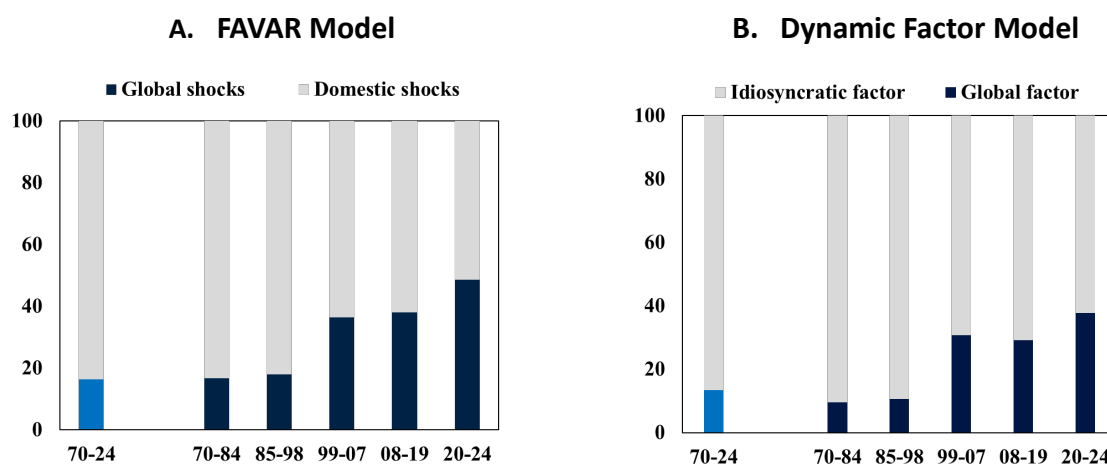 A. FAVAR Model
Global shocks Domestic shocks
100
80
60
40
20
0
70-24 70-84 85-98 99-07 08-19 20-24
B. Dynamic Factor Model
Idiosyncratic factor Global factor
100
80
60
40
20
0
70-24 70-84 85-98 99-07 08-19 20-24